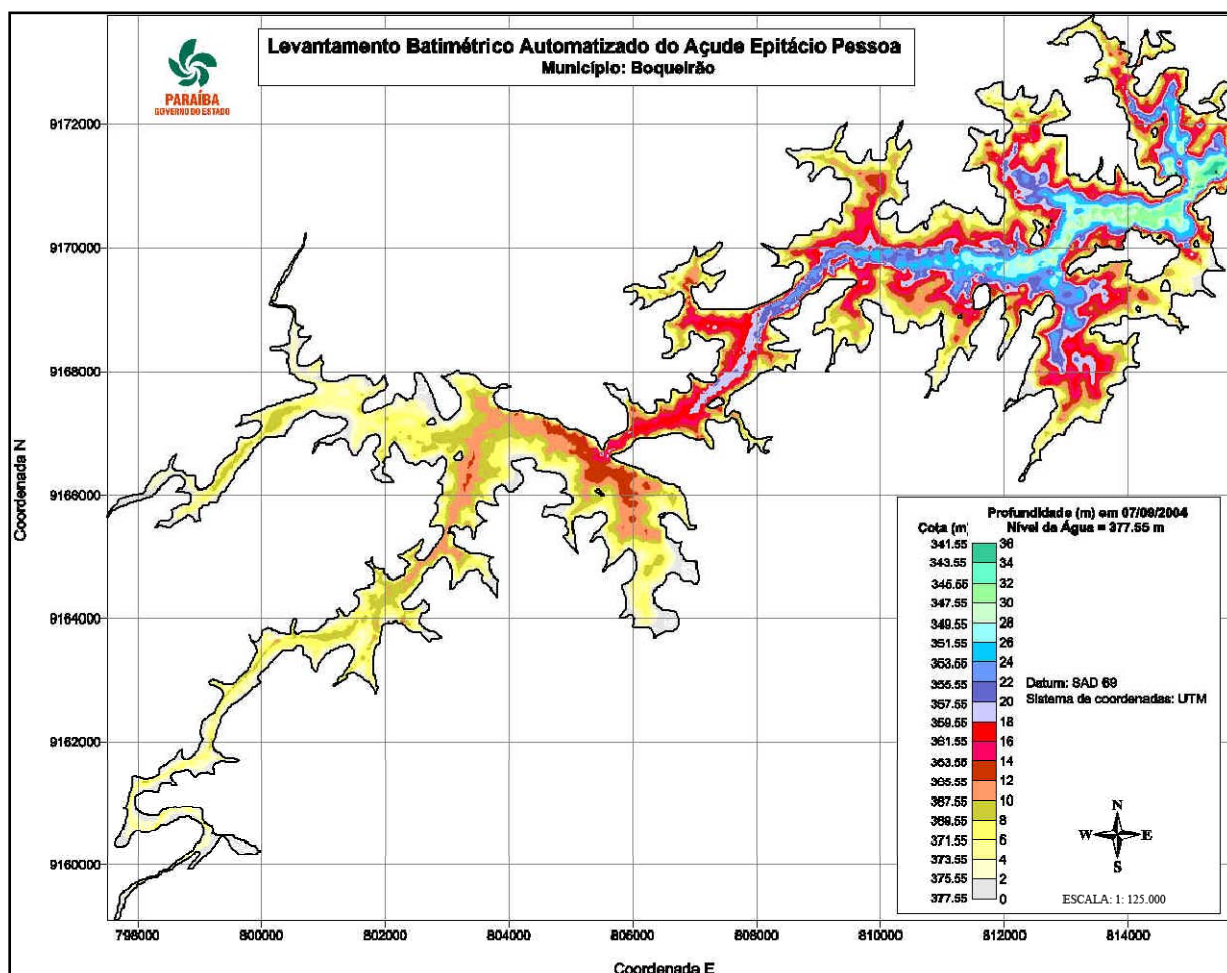 Levantamento Batimétrico Automatizado do Açude Epitácio Pessoa
Município: Boqueirão
PARAÍBA
GOVERNO DO ESTADO
9172000
9170000
9168000
9166000
9164000
9162000
9160000
Coordenada N
Profundidade (m) em 07/09/2004
Cota (m) Nível da Água = 377.55 m
341.55 36
343.55 34
345.55 32
347.55 30
349.55 28
351.55 26
353.55 24
355.55 22
357.55 20
359.55 18
361.55 16
363.55 14
365.55 12
367.55 10
369.55 8
371.55 6
373.55 4
375.55 2
377.55 0
Datum: SAD 69
Sistema de coordenadas: UTM
N
W E
S
ESCALA: 1: 125.000
798000 800000 802000 804000 806000 808000 810000 812000 814000
Coordenada E